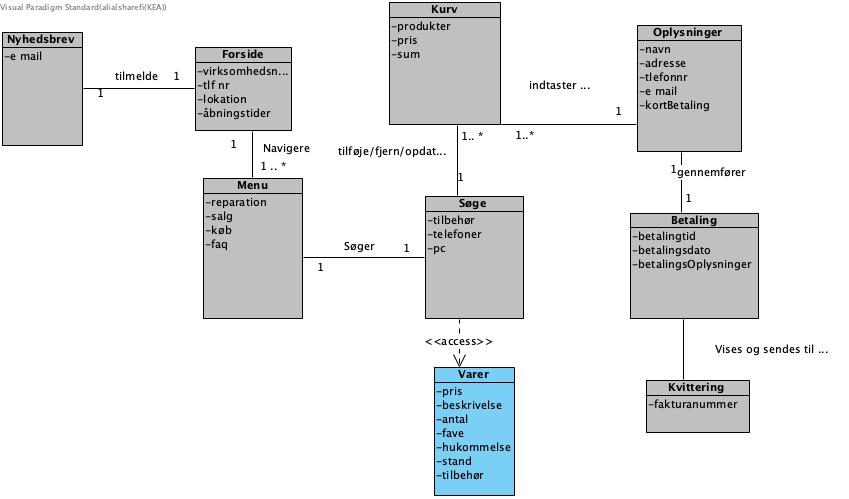 Visual Paradigm Standard(alialsharefi(KEA))
Nyhedsbrev
-e mail
tilmelde
1
1
Forside
-virksomhedsn...
-tlf nr
-lokation
-åbningstider
1
Navigere
1 .. *
Menu
-reparation
-salg
-køb
-faq
Søger
1
1
Kurv
-produkter
-pris
-sum
tilføje/fjern/opdat...
1.. *
1
indtaster ...
1
1..*
Søge
-tilbehør
-telefoner
-pc
<<access>>
Varer
-pris
-beskrivelse
-antal
-fave
-hukommelse
-stand
-tilbehør
Oplysninger
-navn
-adresse
-tlefonnr
-e mail
-kortBetaling
1
gennemfører
1
Betaling
-betalingtid
-betalingsdato
-betalingsOplysninger
Vises og sendes til ...
Kvittering
-fakturanummer